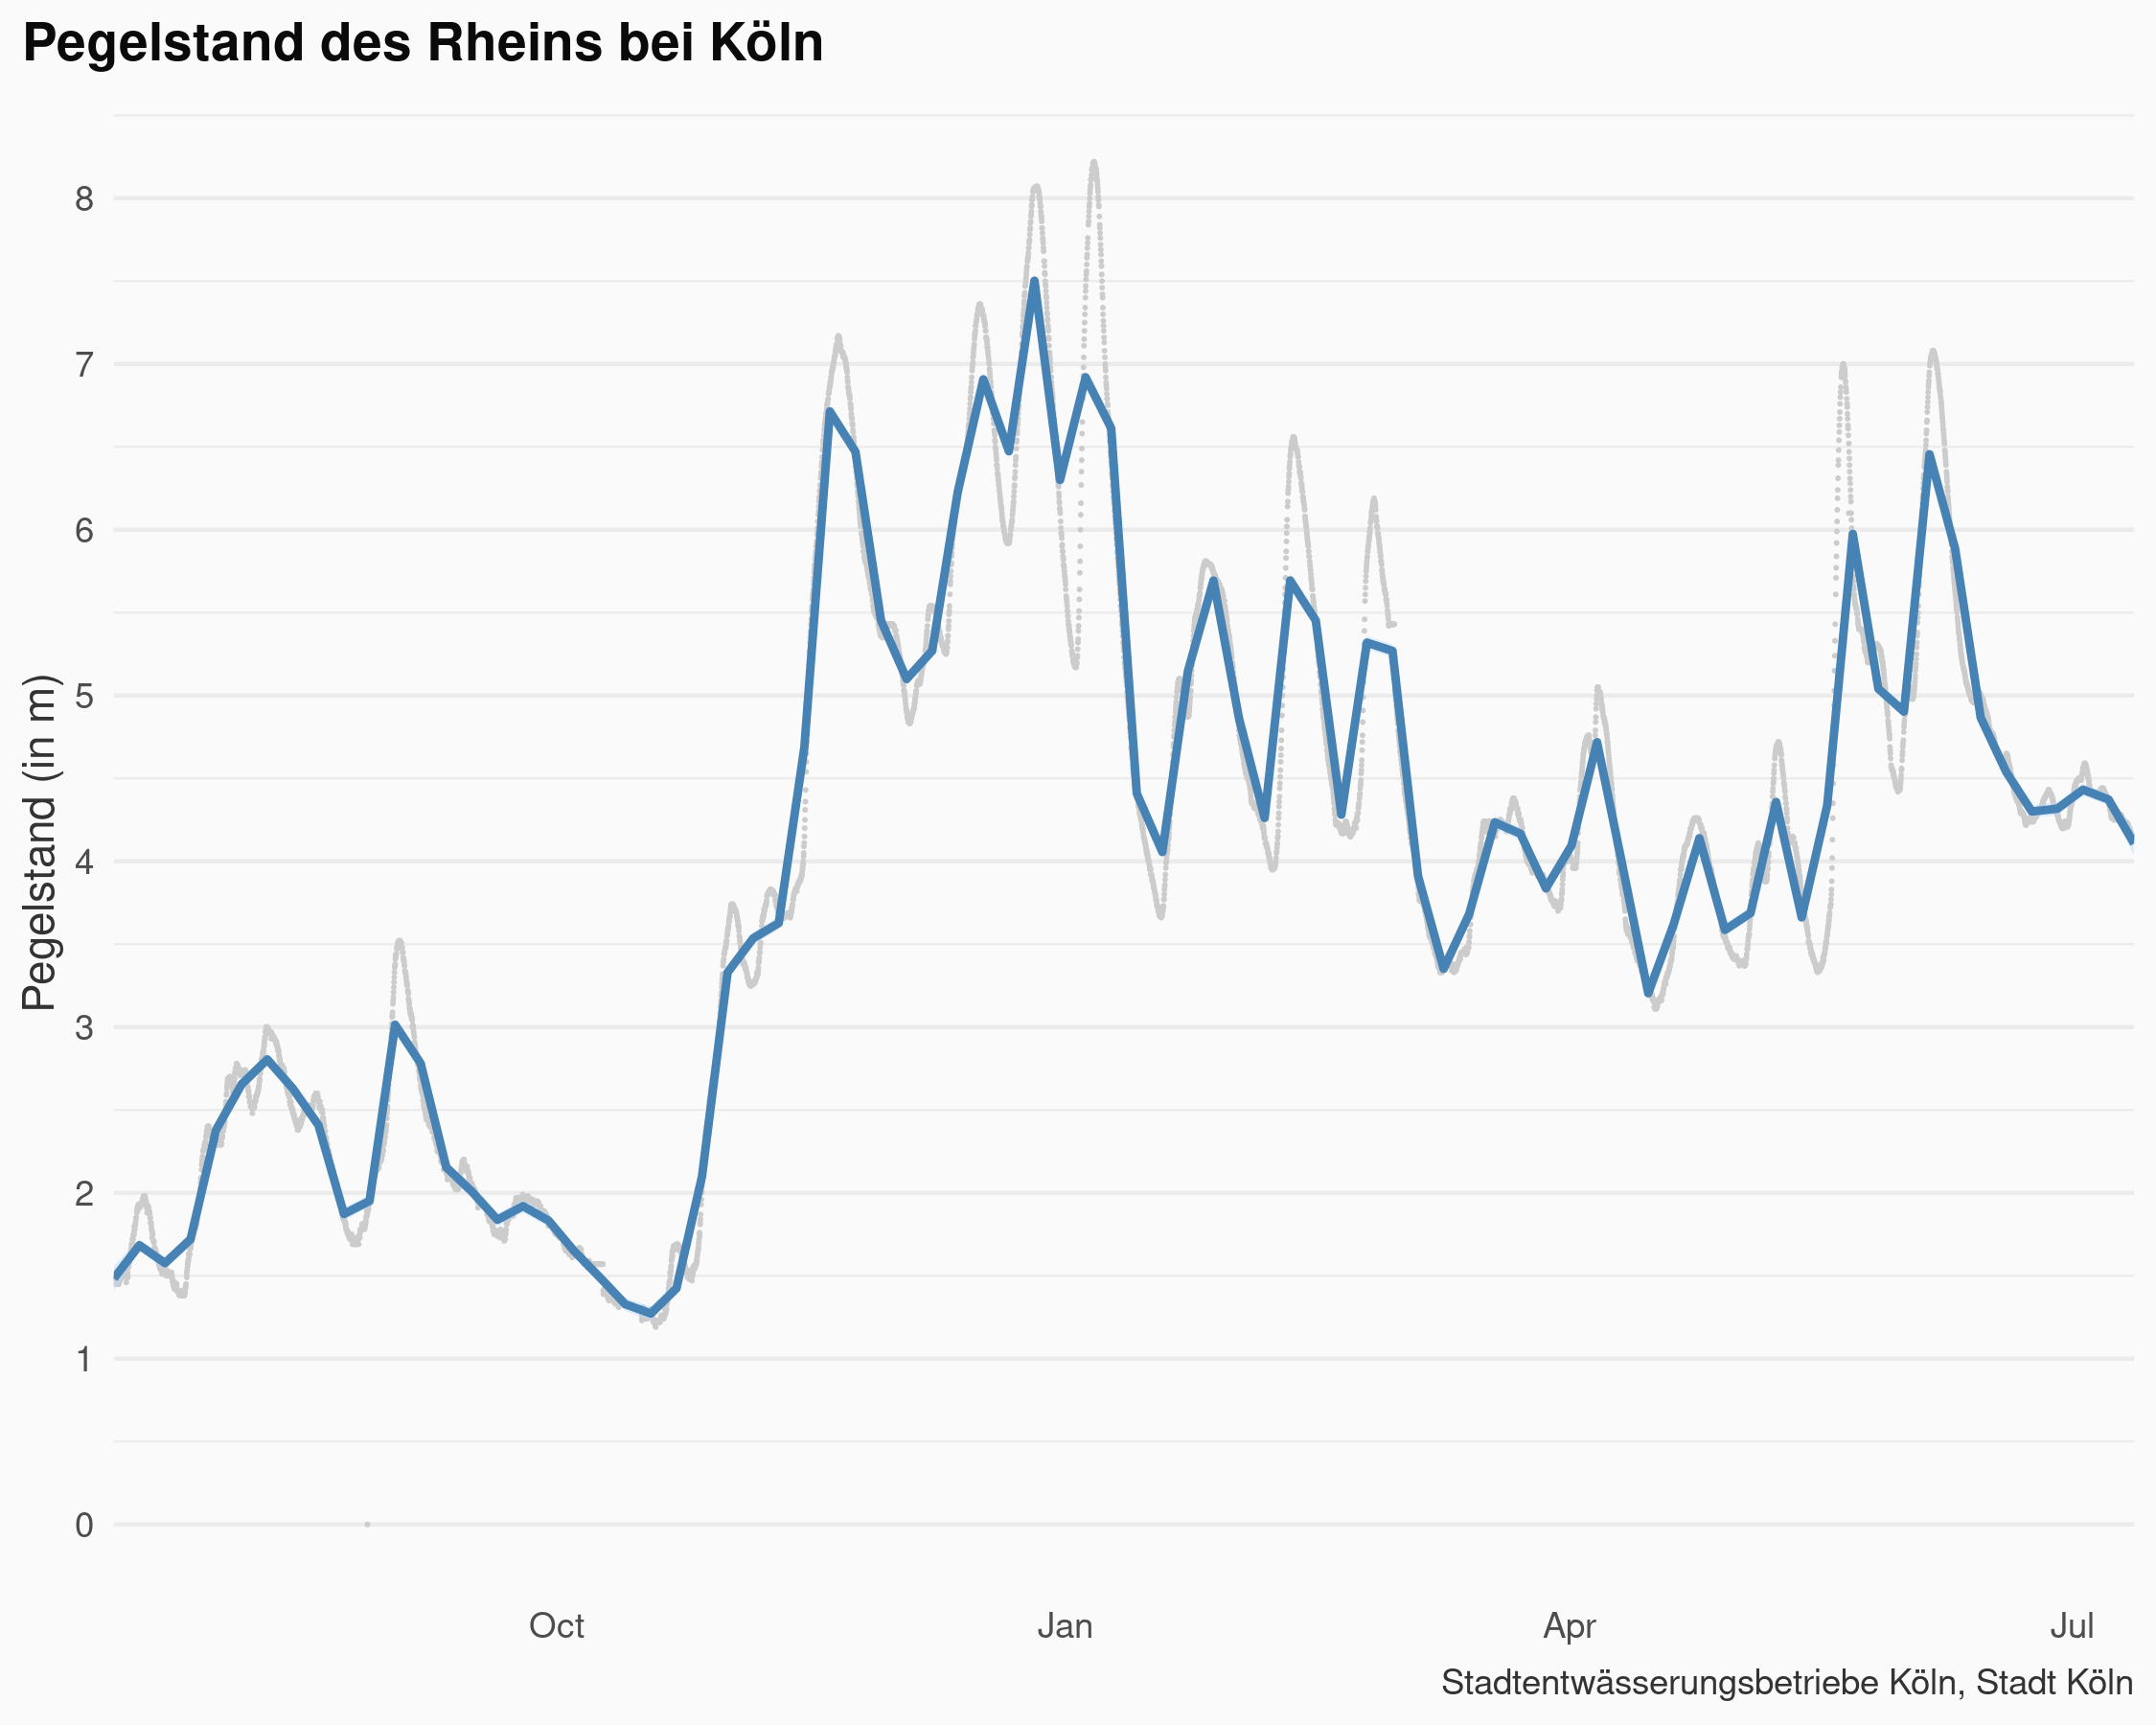 Pegelstand des Rheins bei Köln
Pegelstand (in m)
8
7
6
5
4
3
2
1
0
Oct Jan Apr Jul
Stadtentwässerungsbetriebe Köln, Stadt Köln